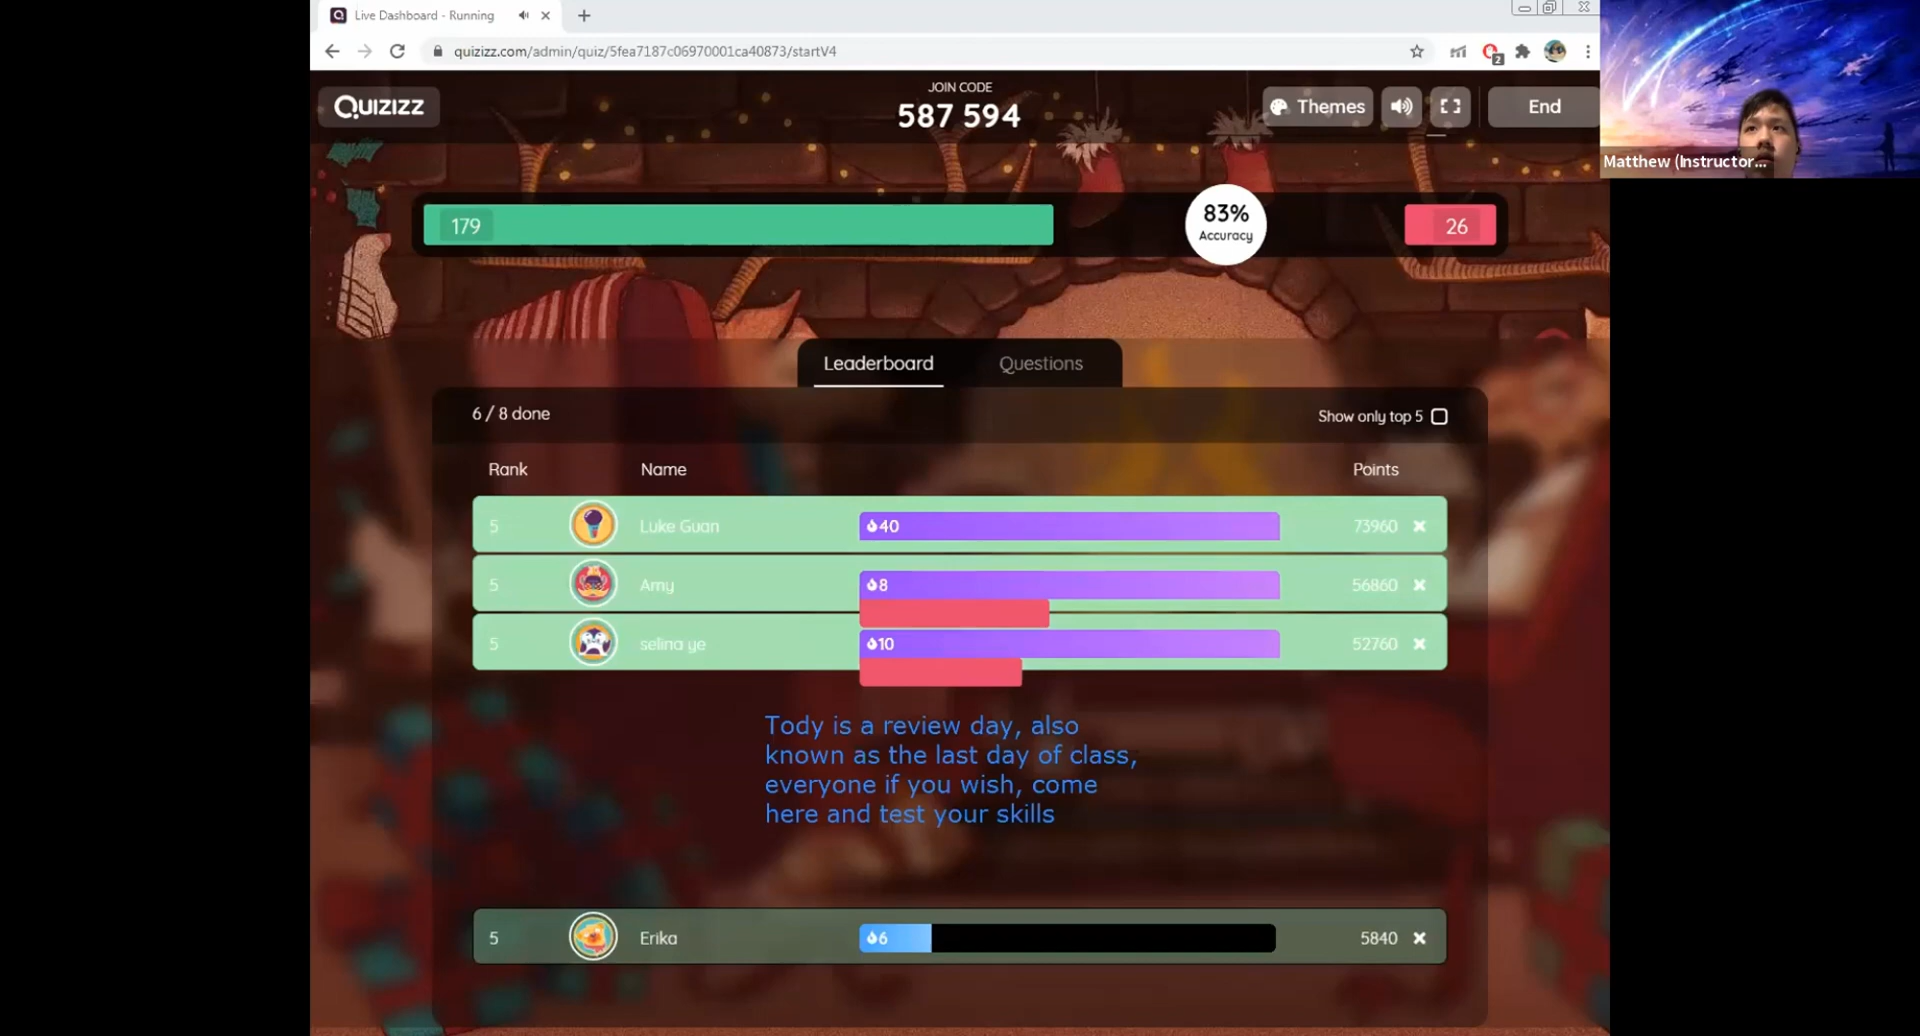 Live Dashboard - Running
quizizz.com/admin/quiz/5fea7187c06970001ca40873/startV4
2
Quizizz
JOIN CODE
587 594
Themes
End
Matthew (Instructor...
179
83%
Accuracy
26
Leaderboard Questions
6 / 8 done Show only top 5
Rank Name Points
5 Luke Guan 40 73960
5 Amy 8 56860
5 selina ye 10 52760
Tody is a review day, also
known as the last day of class,
everyone if you wish, come
here and test your skills
5 Erika 6 5840